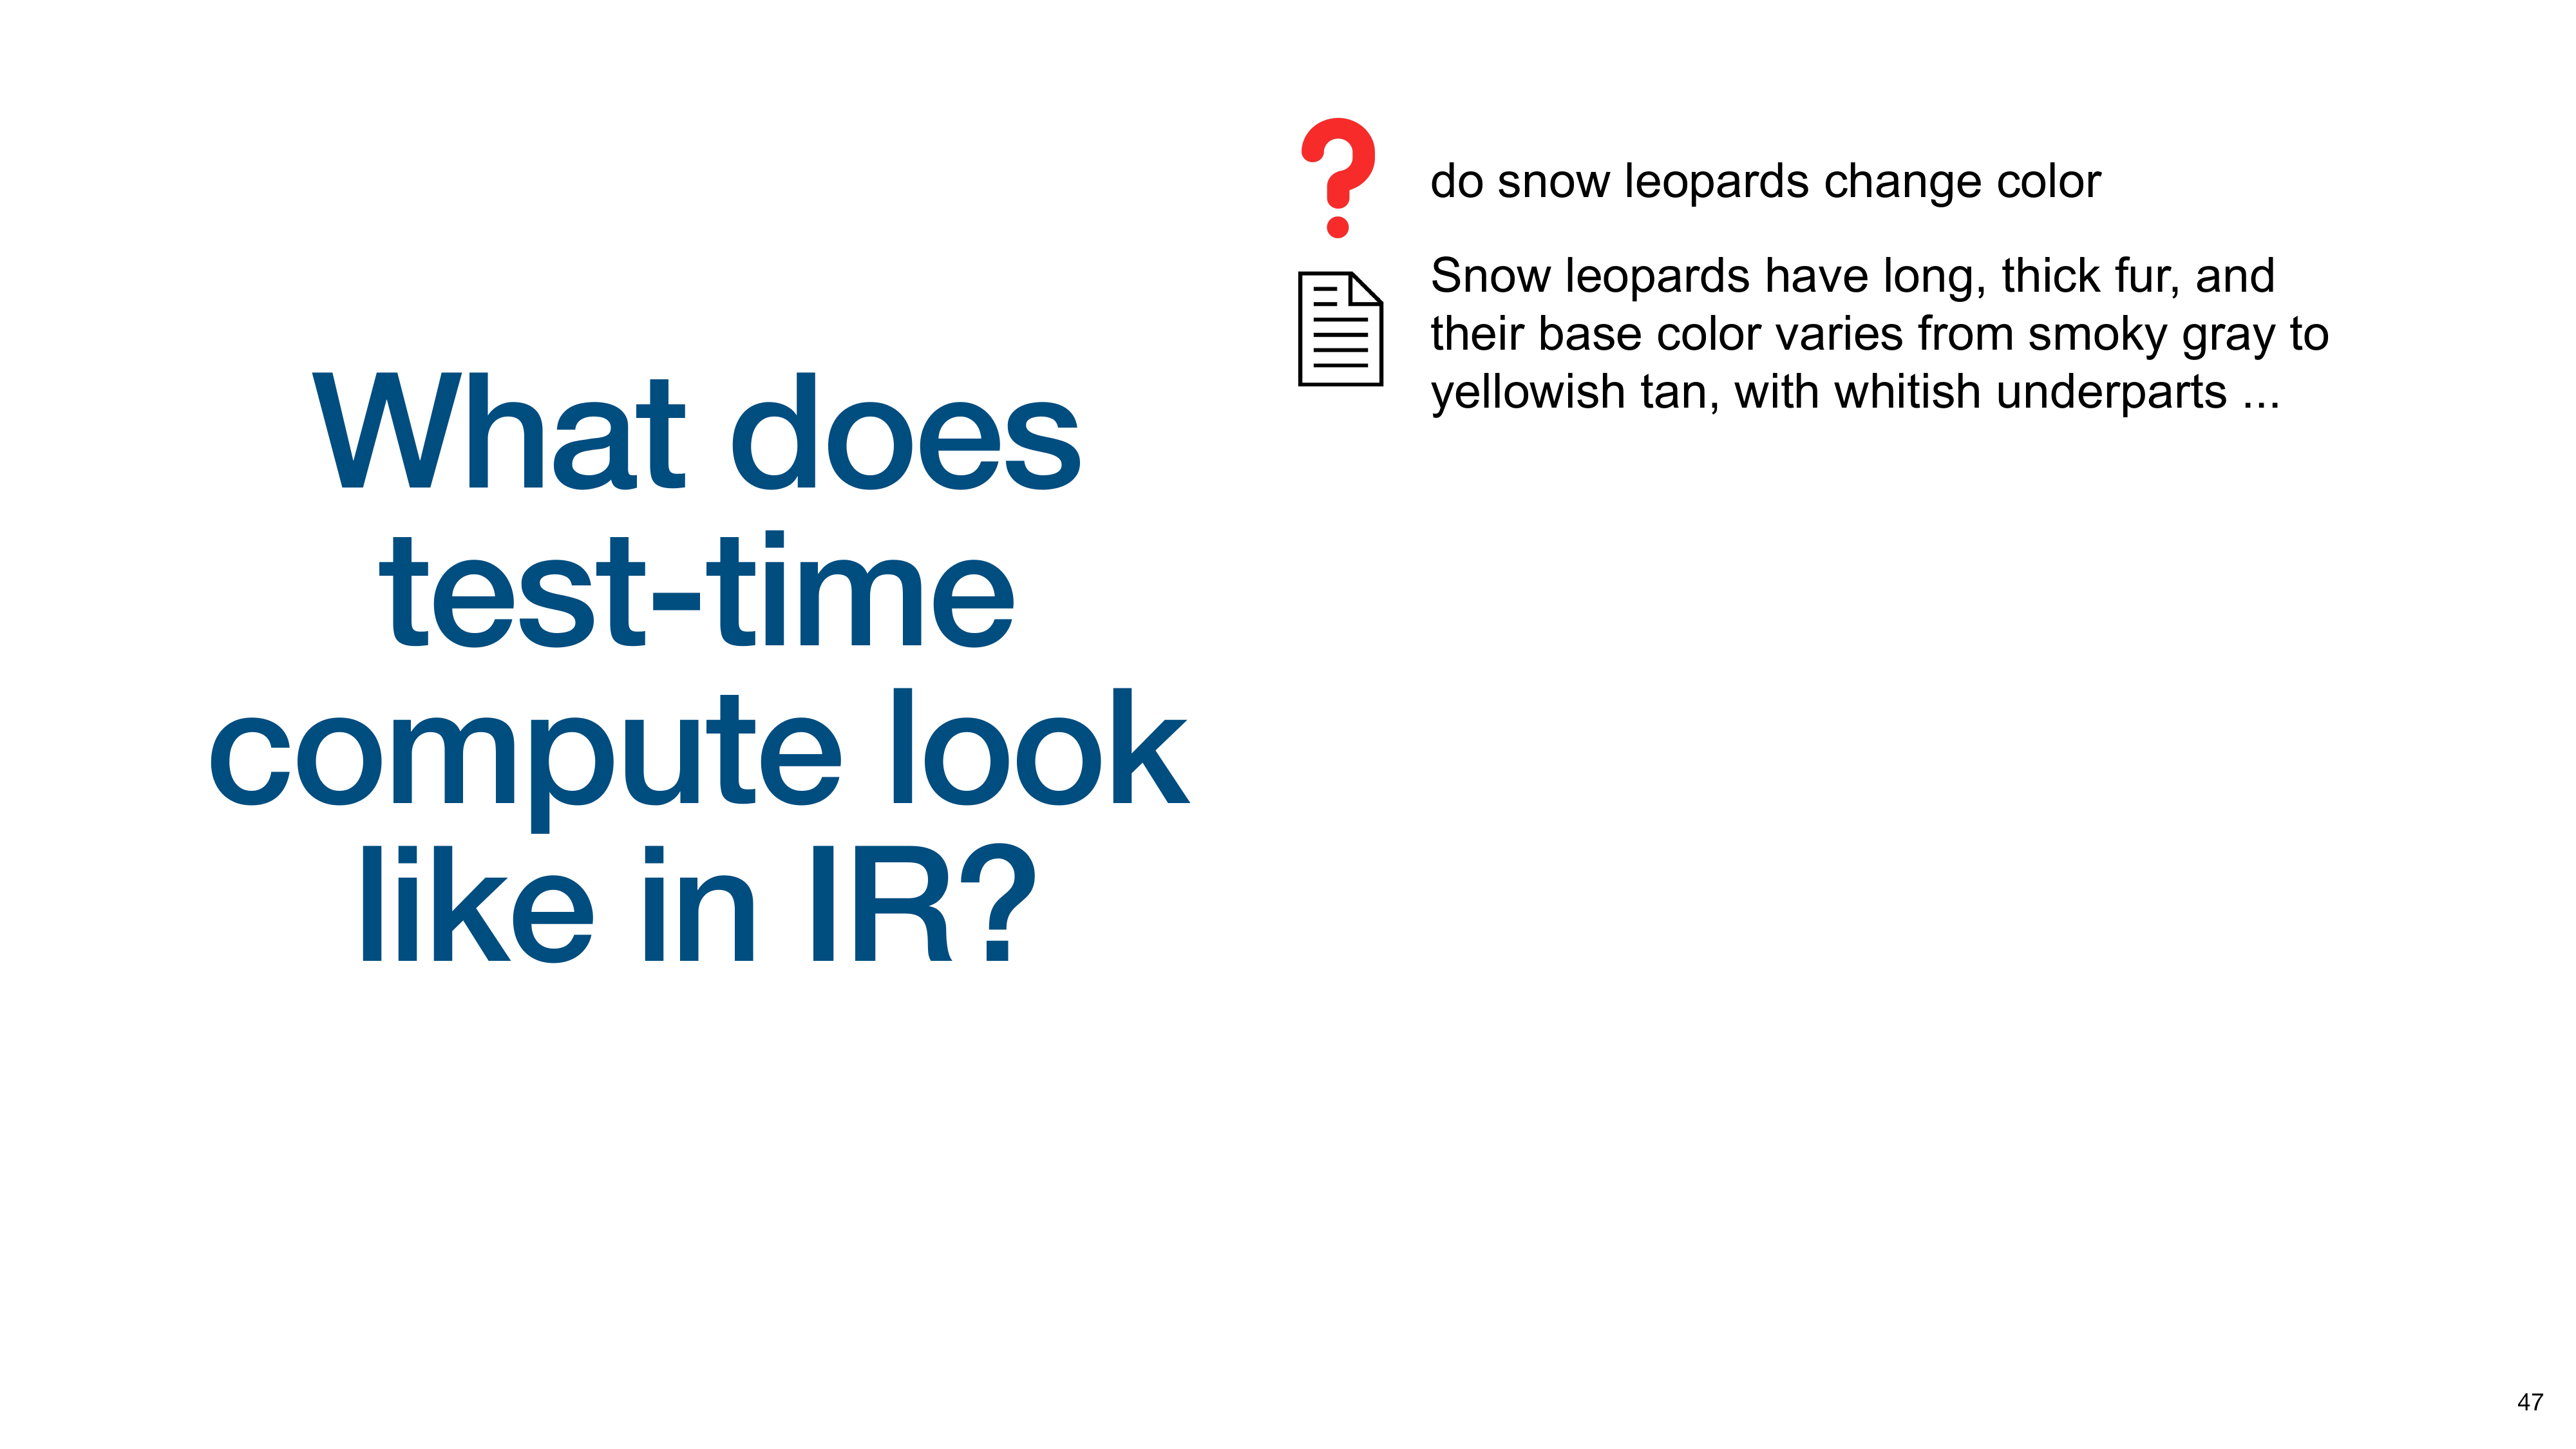 What does
test-time
compute look
like in IR?
do snow leopards change color
Snow leopards have long, thick fur, and
their base color varies from smoky gray to
yellowish tan, with whitish underparts ...
47